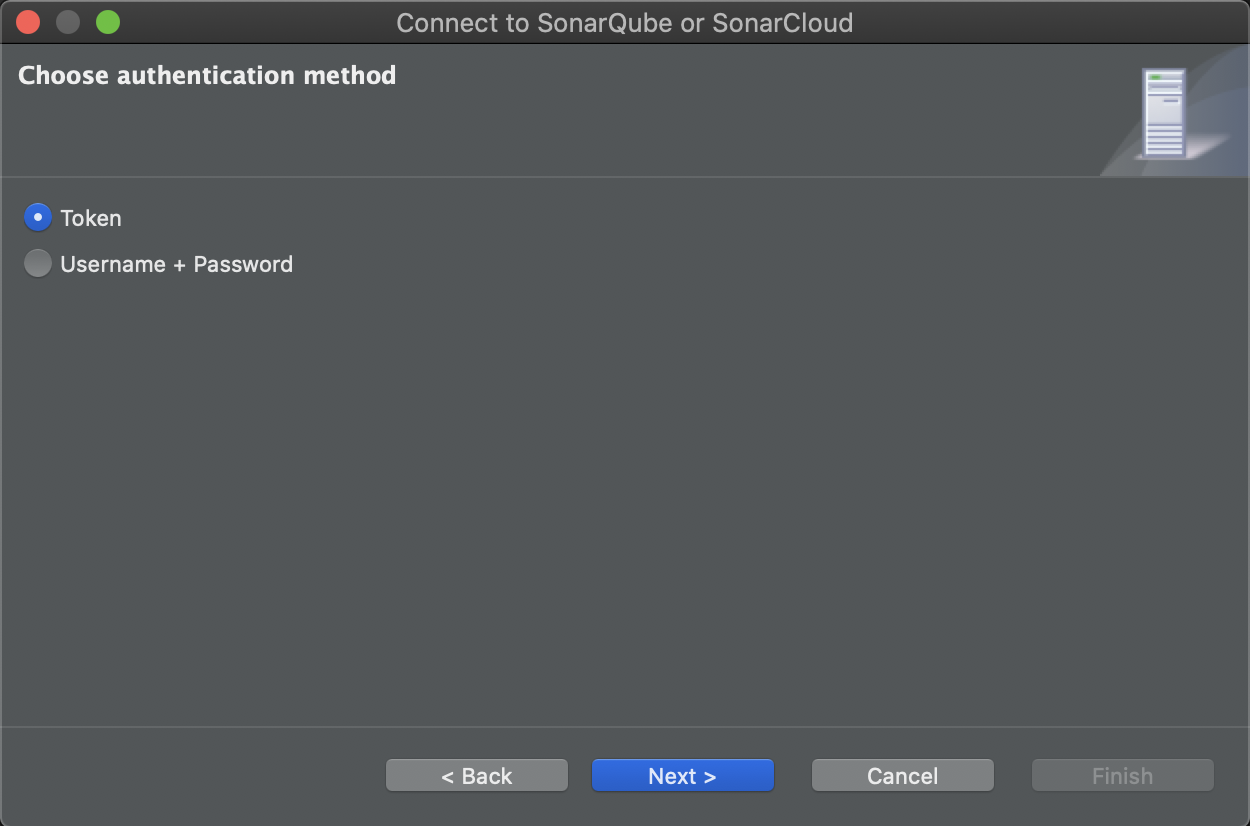 Connect to SonarQube or SonarCloud
Choose authentication method
Token
Username + Password
< Back
Next >
Cancel
Finish